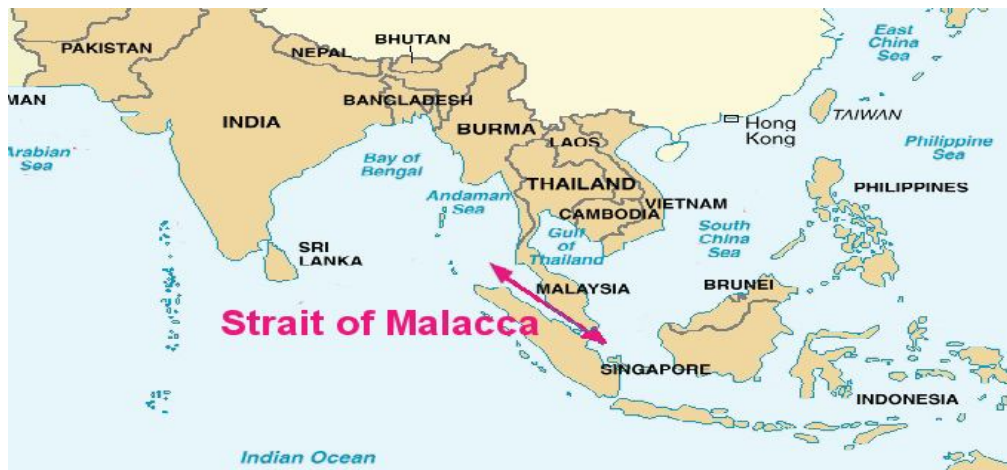 East
China
Sea
BHUTAN
NEPAL
PAKISTAN
MAN
BANGLADESH
INDIA
BURMA
LAOS
Hong
Kong
TAIWAN
Arabian
Sea
Bay of
Bengal
Philippine
Sea
THAILAND
Andaman
Sea
VIETNAM
CAMBODIA
PHILIPPINES
South
China
Sea
Gulf
of
Thailand
SRI
LANKA
MALAYSIA
BRUNEI
Strait of Malacca
SINGAPORE
INDONESIA
Indian Ocean